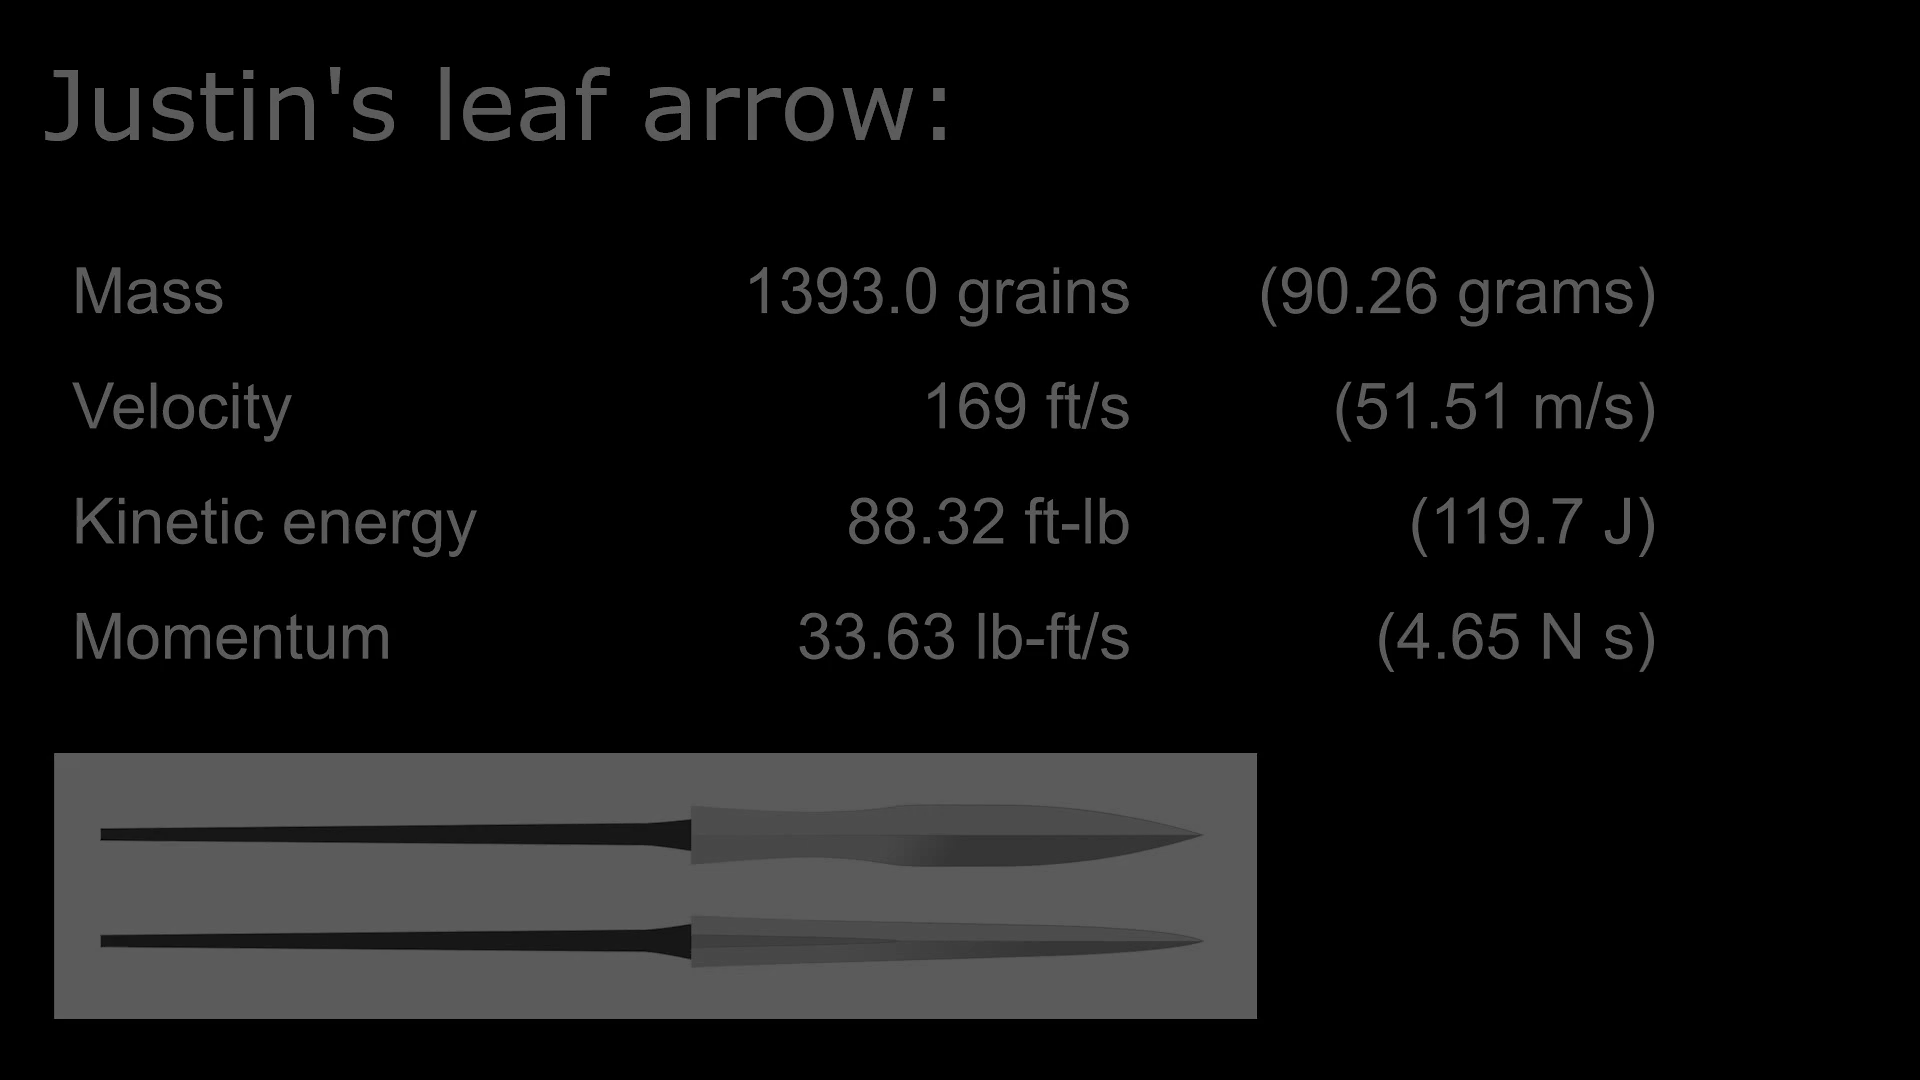 Justin's leaf arrow:
Mass 1393.0 grains (90.26 grams)
Velocity 169 ft/s (51.51 m/s)
Kinetic energy 88.32 ft-lb (119.7 J)
Momentum 33.63 lb-ft/s (4.65 N s)